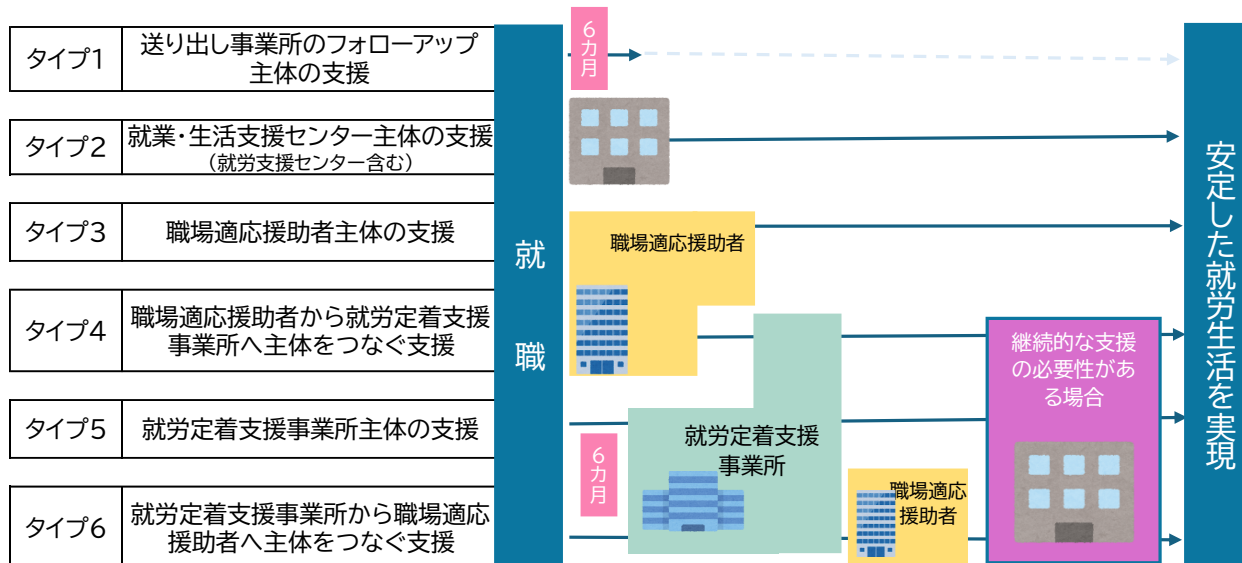 タイプ1
送り出し事業所のフォローアップ
主体の支援
タイプ2
就業・生活支援センター主体の支援
(就労支援センター含む)
タイプ3
職場適応援助者主体の支援
タイプ4
職場適応援助者から就労定着支援
事業所へ主体をつなぐ支援
タイプ5
就労定着支援事業所主体の支援
タイプ6
就労定着支援事業所から職場適応
援助者へ主体をつなぐ支援
就職
6カ月
職場適応援助者
6カ月
就労定着支援
事業所
職場適応
援助者
継続的な支援
の必要性があ
る場合
安定した就労生活を実現